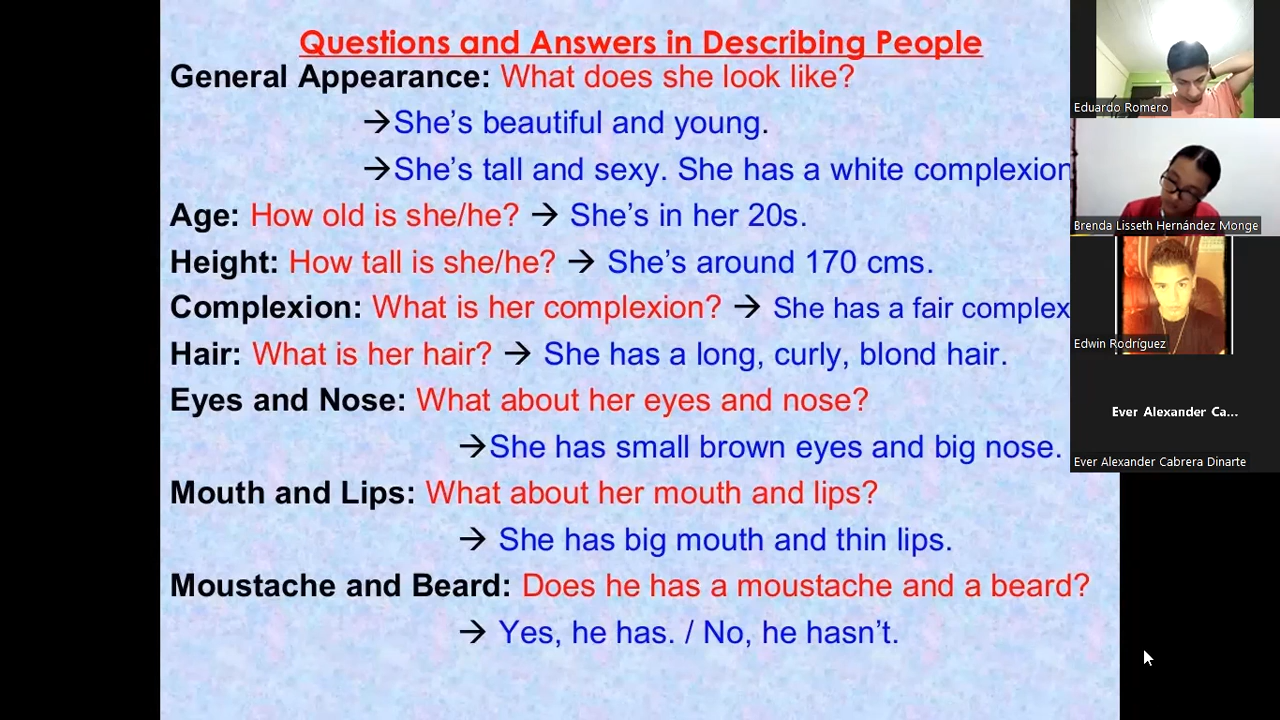 Questions and Answers in Describing People
General Appearance: What does she look like?
→She's beautiful and young.
→She's tall and sexy. She has a white complexion
Age: How old is she/he? → She's in her 20s.
Height: How tall is she/he? → She's around 170 cms.
Complexion: What is her complexion? → She has a fair complex
Hair: What is her hair? → She has a long, curly, blond hair.
Eyes and Nose: What about her eyes and nose?
→She has small brown eyes and big nose.
Mouth and Lips: What about her mouth and lips?
→ She has big mouth and thin lips.
Moustache and Beard: Does he has a moustache and a beard?
→ Yes, he has. / No, he hasn't.
Eduardo Romero
Brenda Lisseth Hernández Monge
Edwin Rodríguez
Ever Alexander Ca...
Ever Alexander Cabrera Dinarte